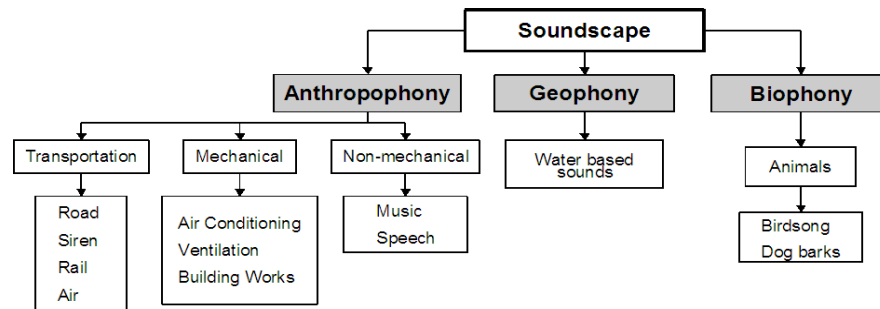 Soundscape
Anthropophony
Geophony
Biophony
Transportation
Mechanical
Non-mechanical
Water based
sounds
Animals
Road
Siren
Rail
Air
Air Conditioning
Ventilation
Building Works
Music
Speech
Birdsong
Dog barks